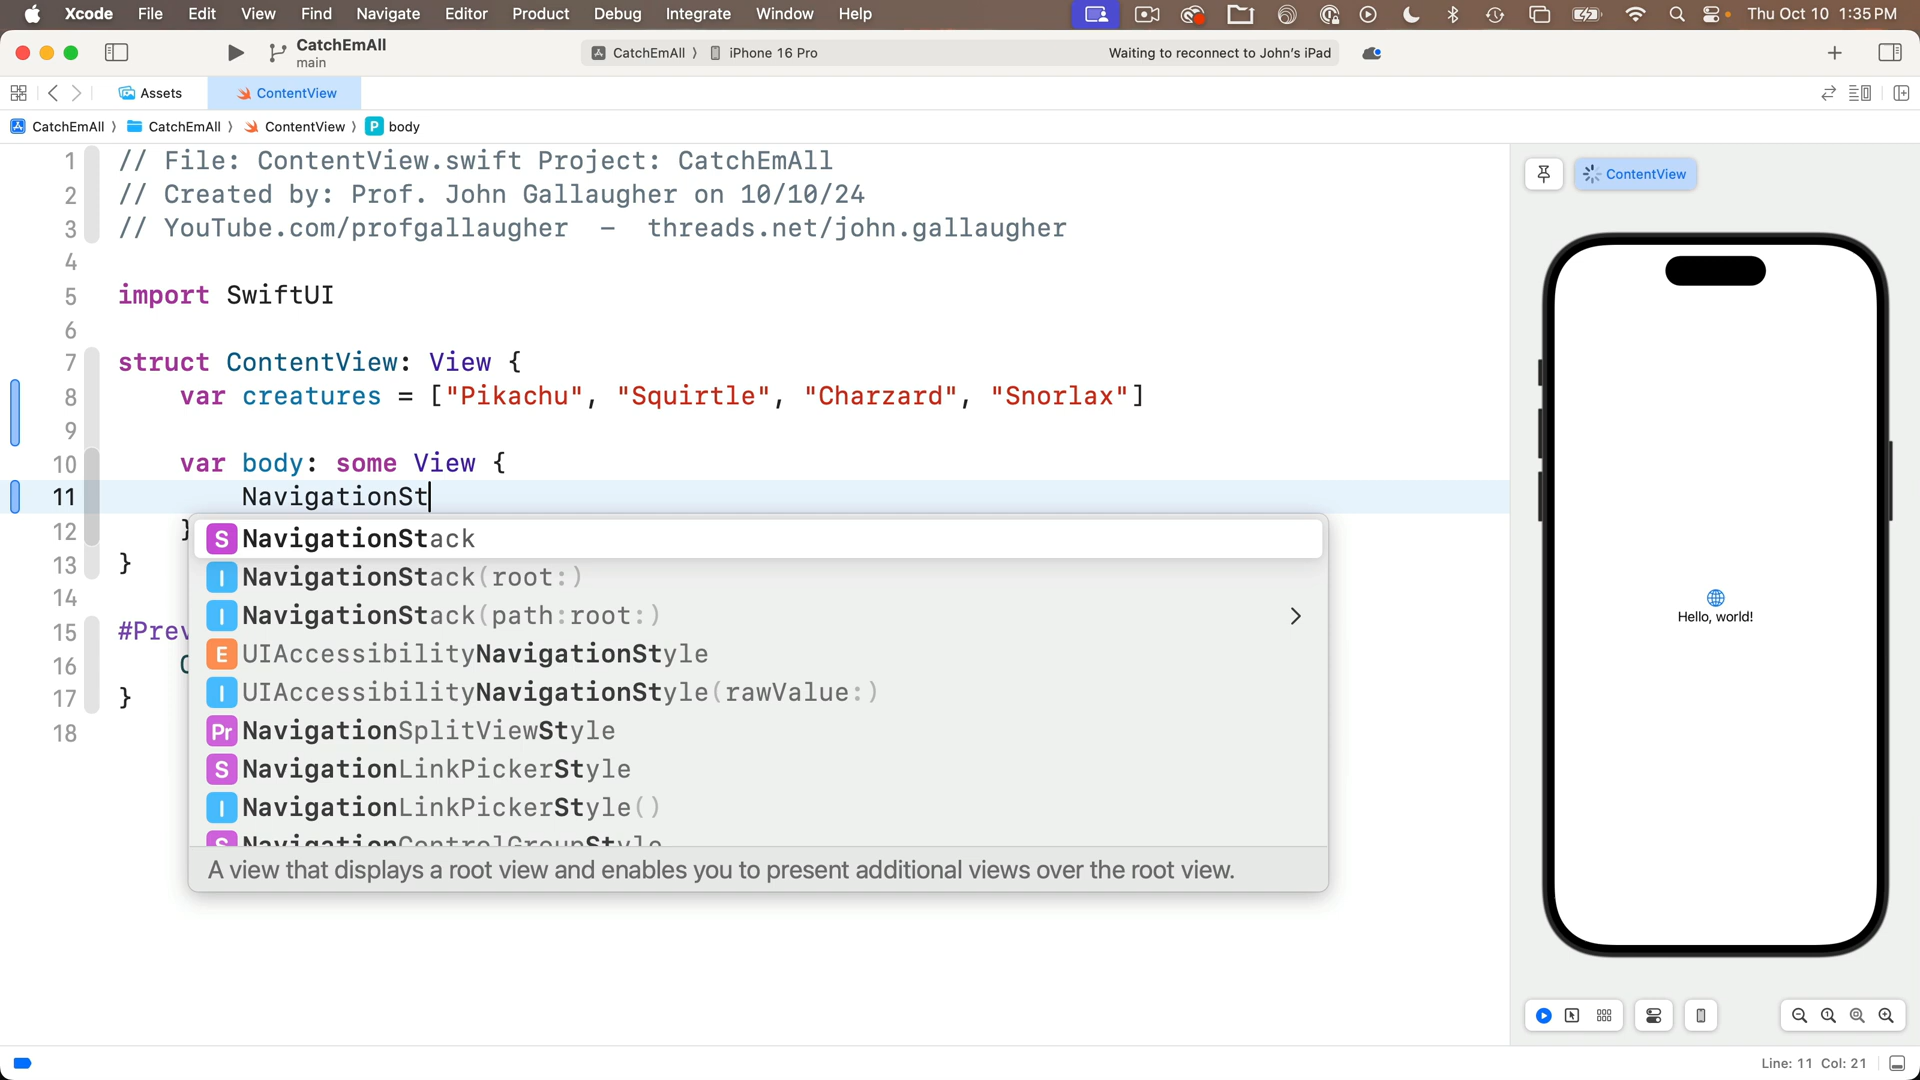 Xcode File Edit View Find Navigate Editor Product Debug Integrate Window Help Thu Oct 10 1:35 PM
CatchEmAll
main
CatchEmAll 〉 iPhone 16 Pro Waiting to reconnect to John's iPad
Assets ContentView
CatchEmAll 〉 CatchEmAll 〉 ContentView 〉 P body
1 // File: ContentView.swift Project: CatchEmAll
2 // Created by: Prof. John Gallaugher on 10/10/24
3 // YouTube.com/profgallaugher – threads.net/john.gallaugher
4
5 import SwiftUI
6
7 struct ContentView: View {
8 var creatures = ["Pikachu", "Squirtle", "Charzard", "Snorlax"]
9
10 var body: some View {
11 NavigationSt
12 }
13 }
14
15 #Prev
16
17 }
18
S NavigationStack
I NavigationStack(root:)
I NavigationStack(path:root:)
E UIAccessibilityNavigationStyle
I UIAccessibilityNavigationStyle(rawValue:)
Pr NavigationSplitViewStyle
S NavigationLinkPickerStyle
I NavigationLinkPickerStyle()
S NavigationControlGroupStyle
A view that displays a root view and enables you to present additional views over the root view.
ContentView
Hello, world!
Line: 11 Col: 21